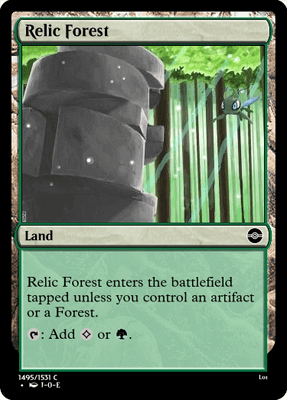 Relic Forest
Land
Relic Forest enters the battlefield
tapped unless you control an artifact
or a Forest.
: Add or .
1495/1531 C
• 1-O-E
Lor